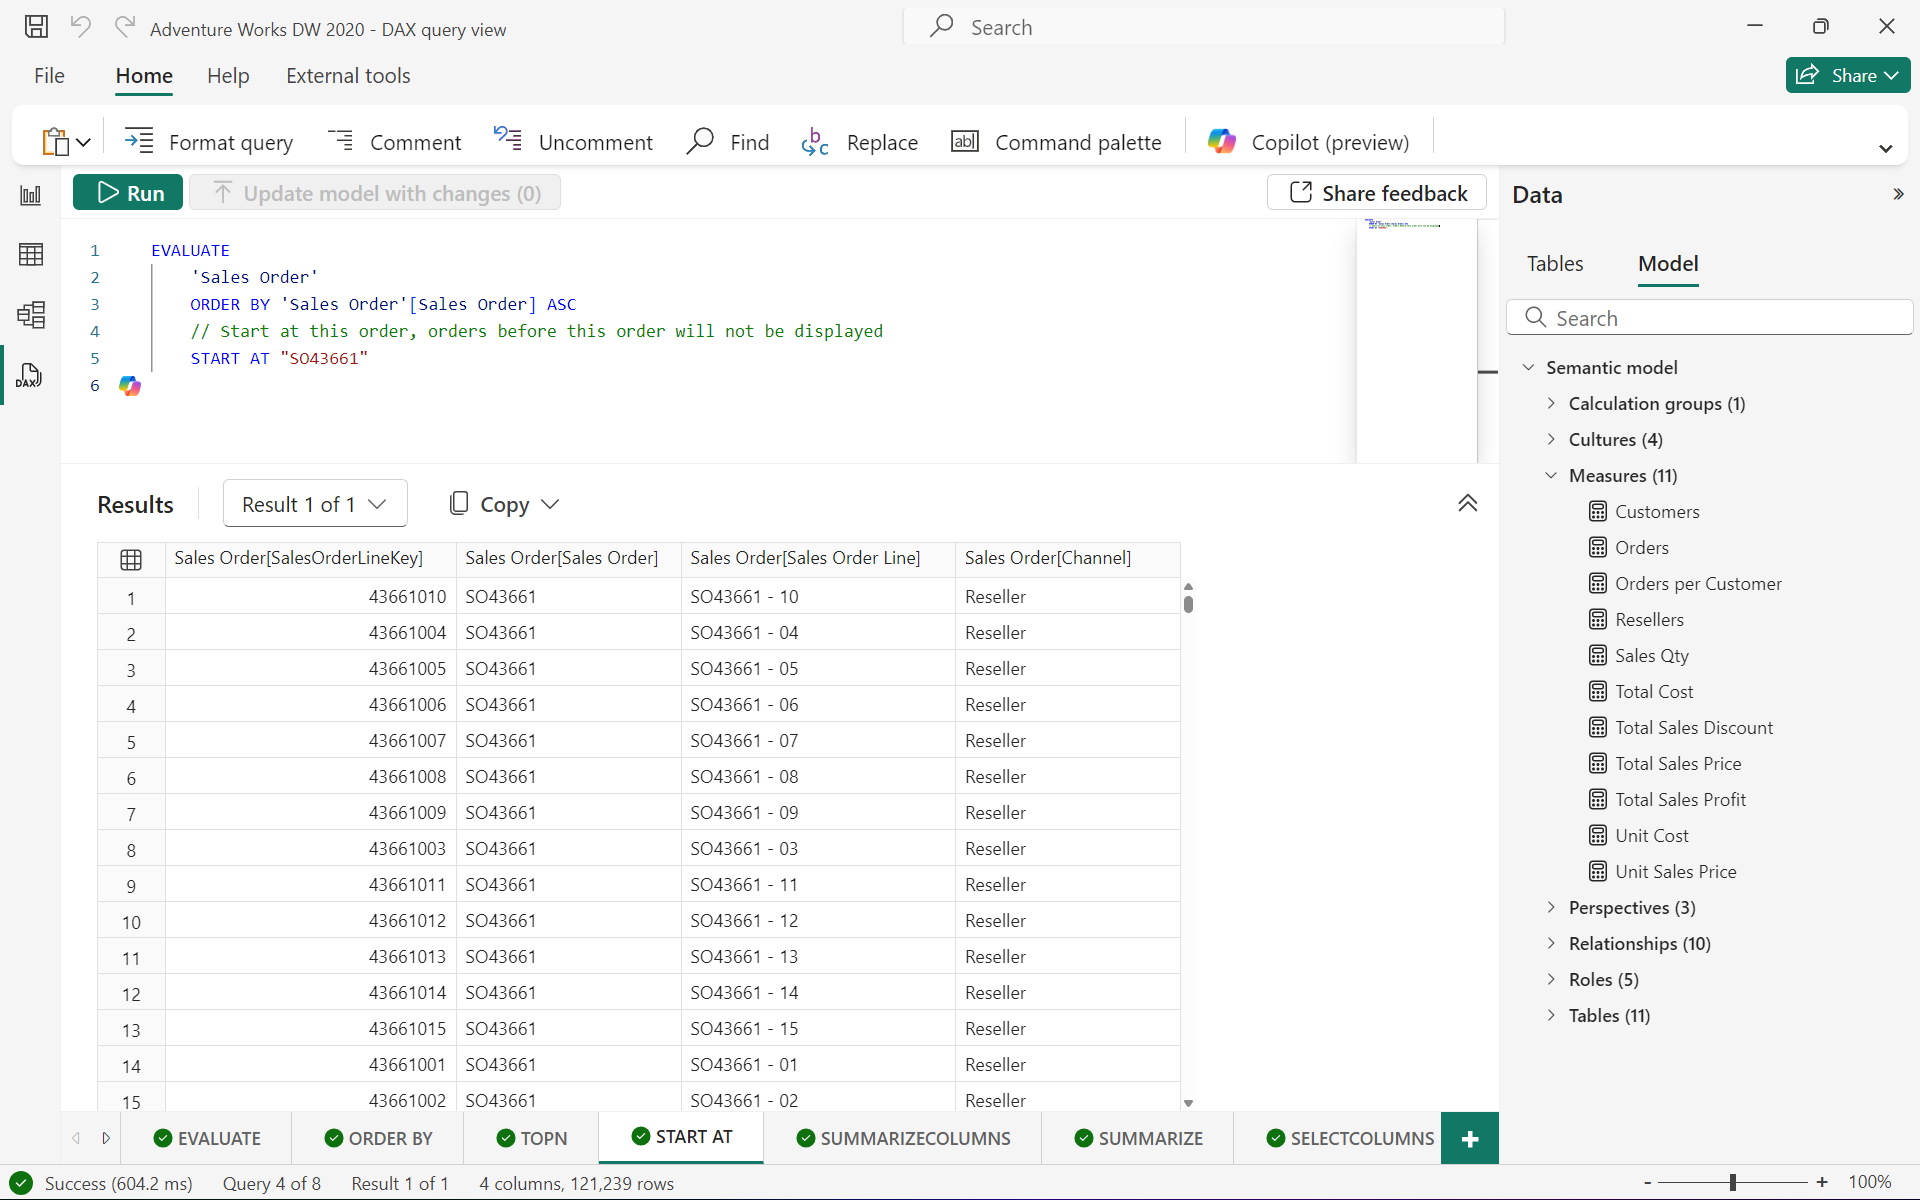 Adventure Works DW 2020 - DAX query view
Search
File
Home
Help
External tools
Share
Format query
Comment
Uncomment
Find
Replace
Command palette
Copilot (preview)
Run
Update model with changes (0)
Share feedback
1 EVALUATE
2 'Sales Order'
3 ORDER BY 'Sales Order'[Sales Order] ASC
4 // Start at this order, orders before this order will not be displayed
5 START AT "SO43661"
6
DAX
Results
Result 1 of 1
Copy
Sales Order[SalesOrderLineKey] Sales Order[Sales Order] Sales Order[Sales Order Line] Sales Order[Channel]
1 43661010 SO43661 SO43661 - 10 Reseller
2 43661004 SO43661 SO43661 - 04 Reseller
3 43661005 SO43661 SO43661 - 05 Reseller
4 43661006 SO43661 SO43661 - 06 Reseller
5 43661007 SO43661 SO43661 - 07 Reseller
6 43661008 SO43661 SO43661 - 08 Reseller
7 43661009 SO43661 SO43661 - 09 Reseller
8 43661003 SO43661 SO43661 - 03 Reseller
9 43661011 SO43661 SO43661 - 11 Reseller
10 43661012 SO43661 SO43661 - 12 Reseller
11 43661013 SO43661 SO43661 - 13 Reseller
12 43661014 SO43661 SO43661 - 14 Reseller
13 43661015 SO43661 SO43661 - 15 Reseller
14 43661001 SO43661 SO43661 - 01 Reseller
15 43661002 SO43661 SO43661 - 02 Reseller
EVALUATE
ORDER BY
TOPN
START AT
SUMMARIZECOLUMNS
SUMMARIZE
SELECTCOLUMNS
Data
Tables
Model
Search
Semantic model
Calculation groups (1)
Cultures (4)
Measures (11)
Customers
Orders
Orders per Customer
Resellers
Sales Qty
Total Cost
Total Sales Discount
Total Sales Price
Total Sales Profit
Unit Cost
Unit Sales Price
Perspectives (3)
Relationships (10)
Roles (5)
Tables (11)
Success (604.2 ms)
Query 4 of 8
Result 1 of 1
4 columns, 121,239 rows
- + 100%